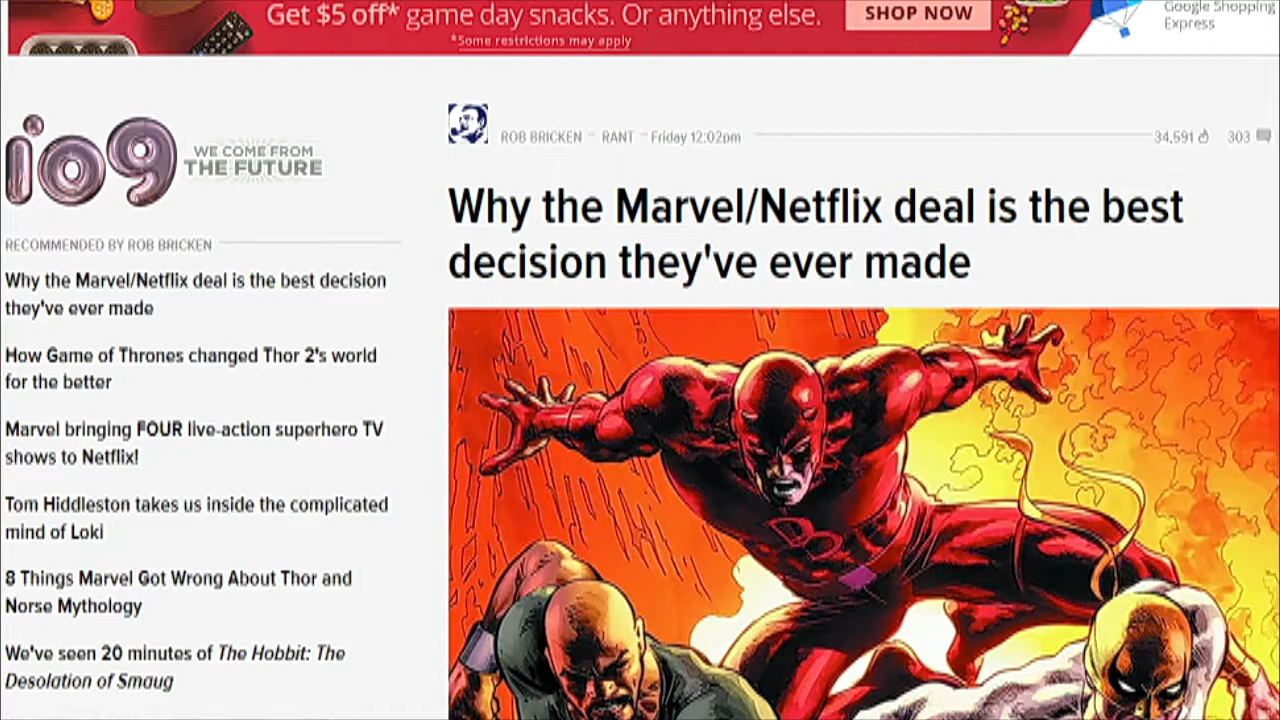 Get $5 off* game day snacks. Or anything else.
*Some restrictions may apply
SHOP NOW
Google Shopping
Express
io9
WE COME FROM
THE FUTURE
RECOMMENDED BY ROB BRICKEN
Why the Marvel/Netflix deal is the best decision
they've ever made
How Game of Thrones changed Thor 2's world
for the better
Marvel bringing FOUR live-action superhero TV
shows to Netflix!
Tom Hiddleston takes us inside the complicated
mind of Loki
8 Things Marvel Got Wrong About Thor and
Norse Mythology
We've seen 20 minutes of The Hobbit: The
Desolation of Smaug
ROB BRICKEN – RANT – Friday 12:02pm
34,591 303
Why the Marvel/Netflix deal is the best
decision they've ever made
DD